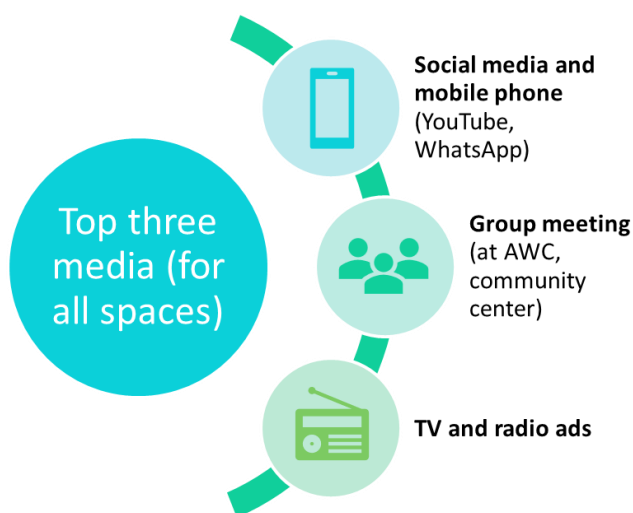 Top three
media (for
all spaces)
Social media and
mobile phone
(YouTube,
WhatsApp)
Group meeting
(at AWC,
community
center)
TV and radio ads